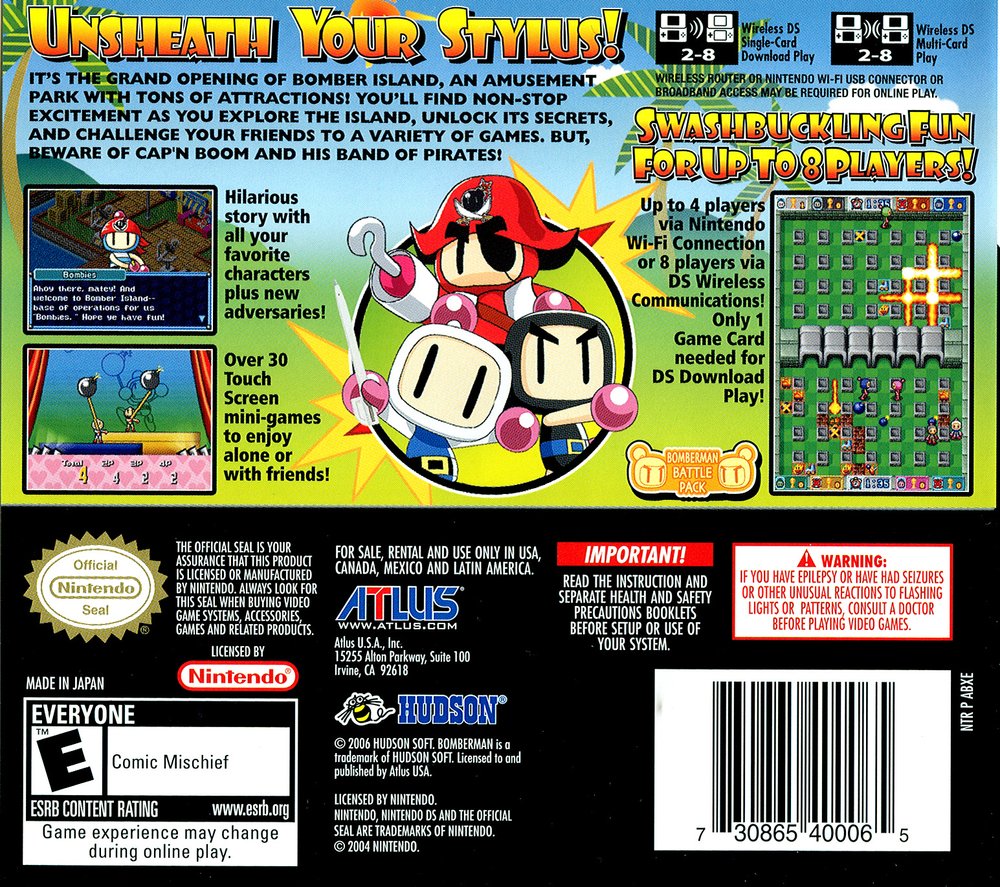 UNSHEATH YOUR STYLUS!
IT'S THE GRAND OPENING OF BOMBER ISLAND, AN AMUSEMENT
PARK WITH TONS OF ATTRACTIONS! YOU'LL FIND NON-STOP
EXCITEMENT AS YOU EXPLORE THE ISLAND, UNLOCK ITS SECRETS,
AND CHALLENGE YOUR FRIENDS TO A VARIETY OF GAMES. BUT,
BEWARE OF CAP'N BOOM AND HIS BAND OF PIRATES!
2-8
Wireless DS
Single-Card
Download Play
2-8
Wireless DS
Multi-Card
Play
WIRELESS ROUTER OR NINTENDO WI-FI USB CONNECTOR OR
BROADBAND ACCESS MAY BE REQUIRED FOR ONLINE PLAY.
SWASHBUCKLING FUN
FOR UP TO 8 PLAYERS!
Bombies
Ahoy there, matey! And
welcome to Bomber Island--
base of operations for us
"Bombies." Hope ye have fun!
Hilarious
story with
all your
favorite
characters
plus new
adversaries!
Total 2P 3P 4P
4 4 2 2
Over 30
Touch
Screen
mini-games
to enjoy
alone or
with friends!
Up to 4 players
via Nintendo
Wi-Fi Connection
or 8 players via
DS Wireless
Communications!
Only 1
Game Card
needed for
DS Download
Play!
BOMBERMAN
BATTLE
PACK
1:35
1:35
Official
Nintendo
Seal
®
THE OFFICIAL SEAL IS YOUR
ASSURANCE THAT THIS PRODUCT
IS LICENSED OR MANUFACTURED
BY NINTENDO. ALWAYS LOOK FOR
THIS SEAL WHEN BUYING VIDEO
GAME SYSTEMS, ACCESSORIES,
GAMES AND RELATED PRODUCTS.
LICENSED BY
Nintendo®
MADE IN JAPAN
EVERYONE
TM
E
Comic Mischief
ESRB CONTENT RATING www.esrb.org
Game experience may change
during online play.
FOR SALE, RENTAL AND USE ONLY IN USA,
CANADA, MEXICO AND LATIN AMERICA.
ATLUS®
WWW.ATLUS.COM
Atlus U.S.A., Inc.
15255 Alton Parkway, Suite 100
Irvine, CA 92618
HUDSON®
© 2006 HUDSON SOFT. BOMBERMAN is a
trademark of HUDSON SOFT. Licensed to and
published by Atlus USA.
LICENSED BY NINTENDO.
NINTENDO, NINTENDO DS AND THE OFFICIAL
SEAL ARE TRADEMARKS OF NINTENDO.
© 2004 NINTENDO.
IMPORTANT!
READ THE INSTRUCTION AND
SEPARATE HEALTH AND SAFETY
PRECAUTIONS BOOKLETS
BEFORE SETUP OR USE OF
YOUR SYSTEM.
WARNING:
IF YOU HAVE EPILEPSY OR HAVE HAD SEIZURES
OR OTHER UNUSUAL REACTIONS TO FLASHING
LIGHTS OR PATTERNS, CONSULT A DOCTOR
BEFORE PLAYING VIDEO GAMES.
NTR P ABXE
7 30865 40006 5